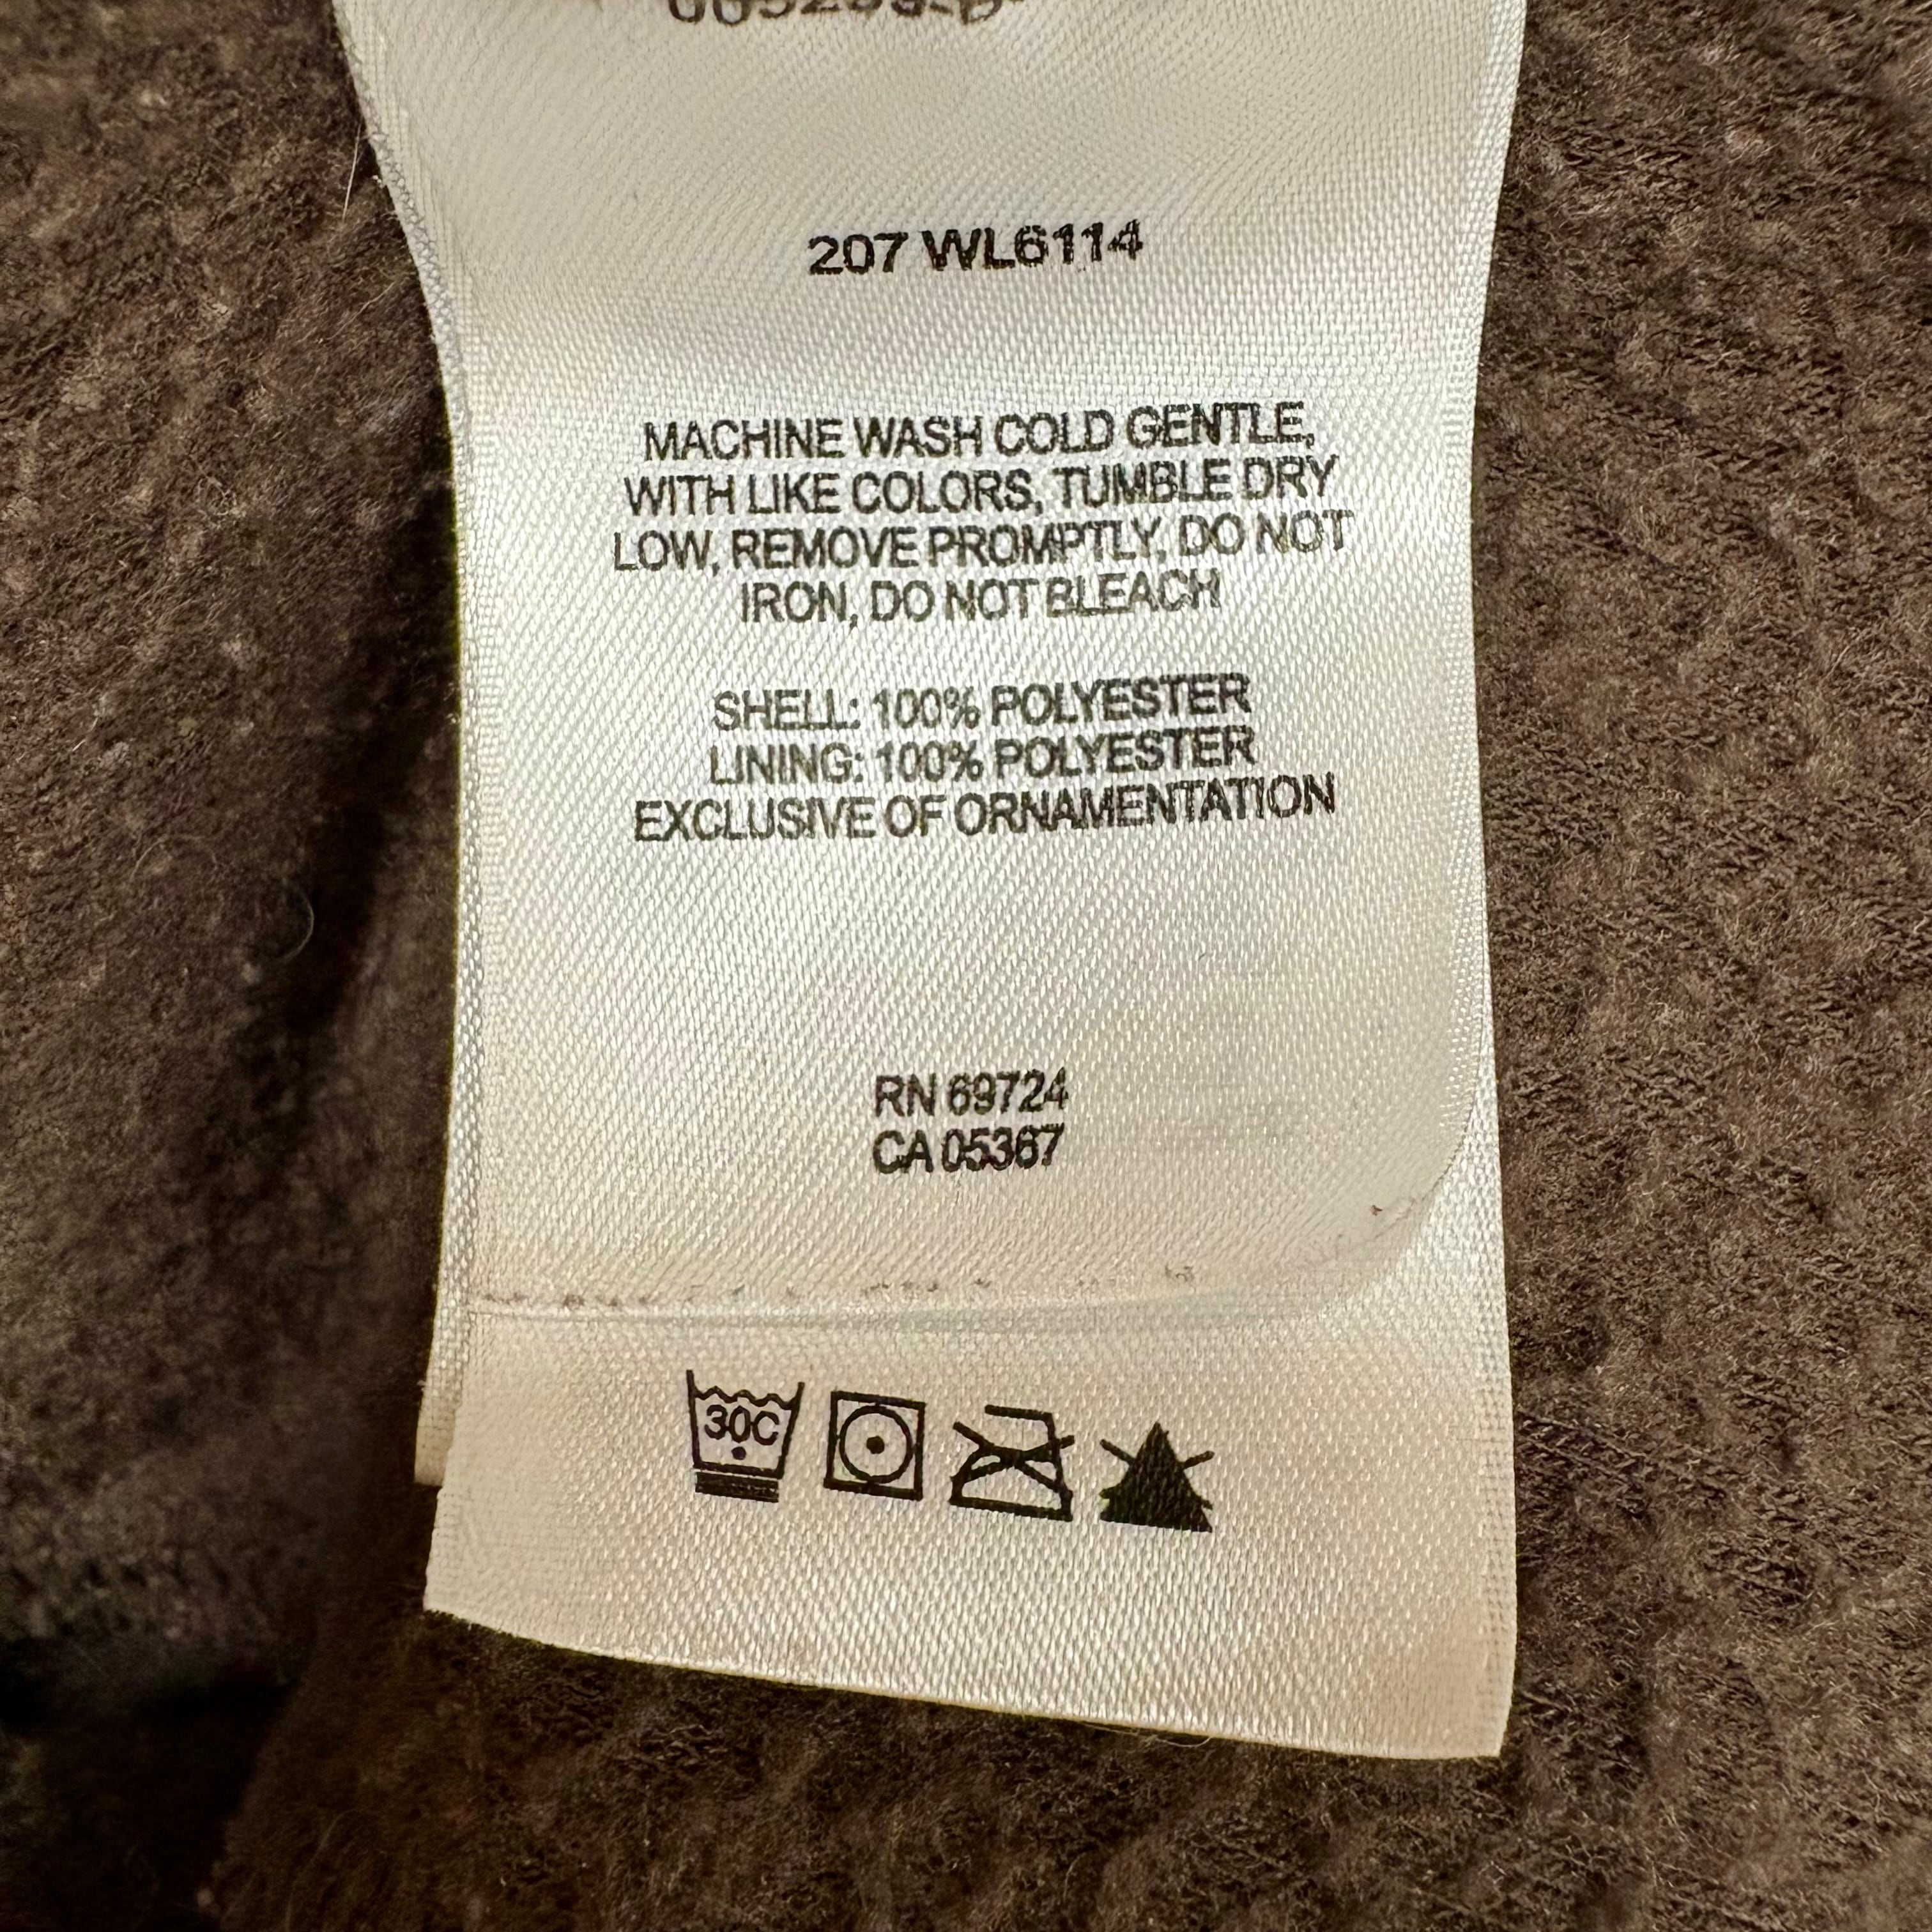 207 WL6114
MACHINE WASH COLD GENTLE,
WITH LIKE COLORS, TUMBLE DRY
LOW, REMOVE PROMPTLY, DO NOT
IRON, DO NOT BLEACH
SHELL: 100% POLYESTER
LINING: 100% POLYESTER
EXCLUSIVE OF ORNAMENTATION
RN 69724
CA 05367
30C